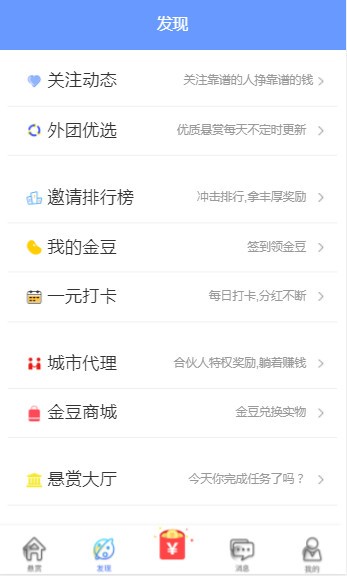 发现
关注动态 关注靠谱的人挣靠谱的钱
外团优选 优质悬赏每天不定时更新
邀请排行榜 冲击排行,拿丰厚奖励
我的金豆 签到领金豆
一元打卡 每日打卡,分红不断
城市代理 合伙人特权奖励,躺着赚钱
金豆商城 金豆兑换实物
悬赏大厅 今天你完成任务了吗？
悬赏 发现 ¥ 消息 我的